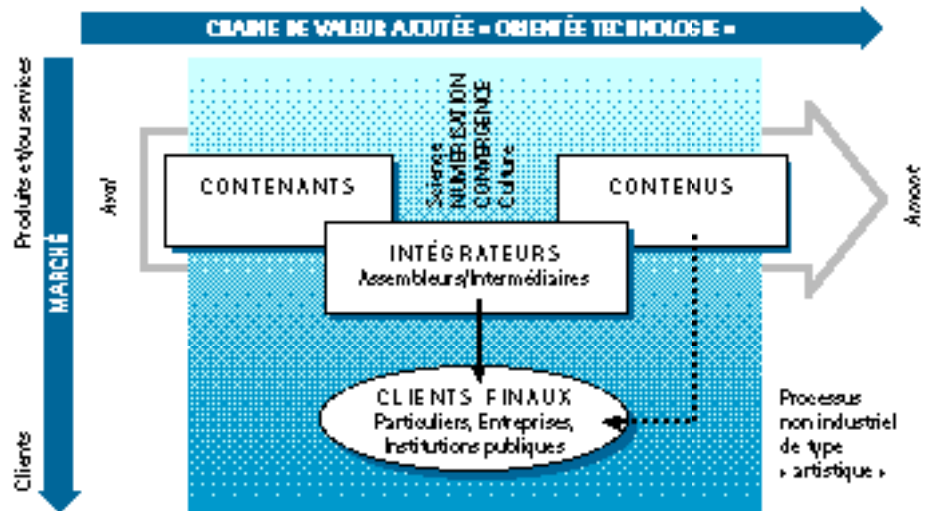 CHAINE DE VALEUR AJOUTÉE « ORIENTÉE TECHNOLOGIE »
Produits et/ou services
MARCHÉ
Clients
Aval
CONTENANTS
Science
NUMÉRISATION
CONVERGENCE
Culture
CONTENUS
Amont
INTÉGRATEURS
Assembleurs/Intermédiaires
CLIENTS FINAUX
Particuliers, Entreprises,
Institutions publiques
Processus
non industriel
de type
« artistique »